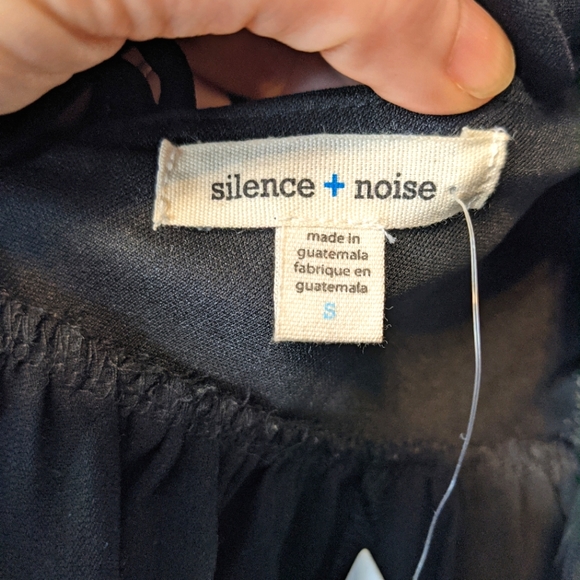 silence + noise
made in
guatemala
fabrique en
guatemala
S